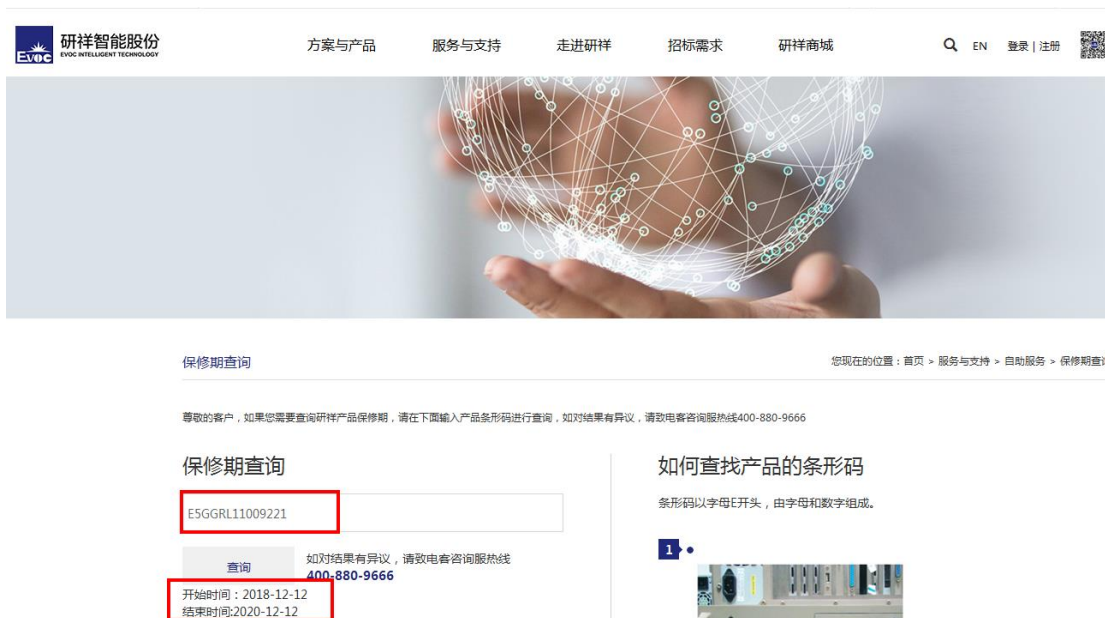 研祥智能股份
EVOC INTELLIGENT TECHNOLOGY
EVOC
方案与产品 服务与支持 走进研祥 招标需求 研祥商城 EN 登录 | 注册
保修期查询
您现在的位置：首页 > 服务与支持 > 自助服务 > 保修期查询
尊敬的客户，如果您需要查询研祥产品保修期，请在下面输入产品条形码进行查询，如对结果有异议，请致电客咨询服热线400-880-9666
保修期查询
E5GGRL11009221
查询
如对结果有异议，请致电客咨询服热线
400-880-9666
开始时间：2018-12-12
结束时间:2020-12-12
如何查找产品的条形码
条形码以字母E开头，由字母和数字组成。
1